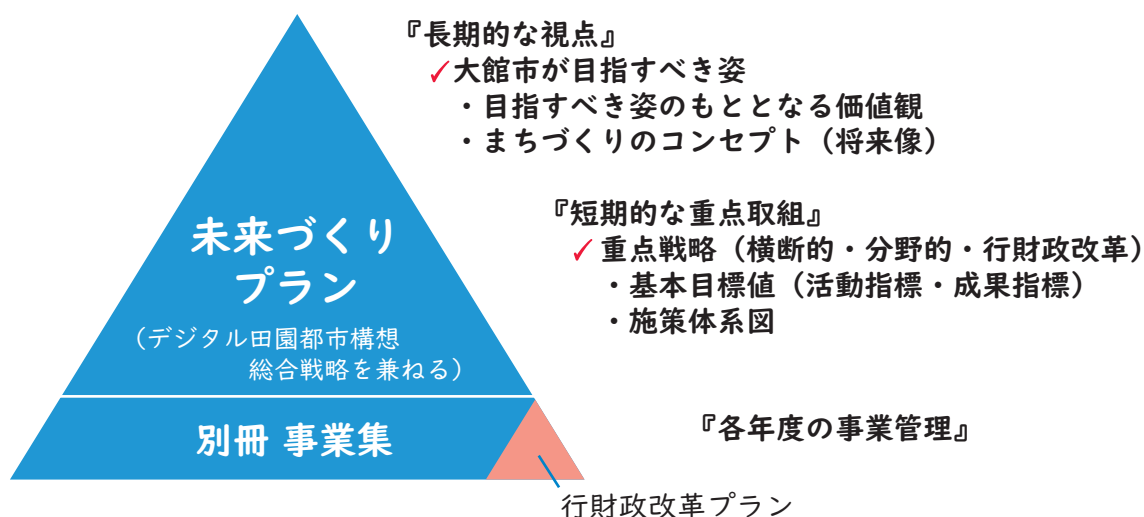 『長期的な視点』
✓大館市が目指すべき姿
・目指すべき姿のもととなる価値観
・まちづくりのコンセプト（将来像）
『短期的な重点取組』
✓重点戦略（横断的・分野的・行財政改革）
・基本目標値（活動指標・成果指標）
・施策体系図
未来づくり
プラン
（デジタル田園都市構想
総合戦略を兼ねる）
別冊 事業集
『各年度の事業管理』
行財政改革プラン